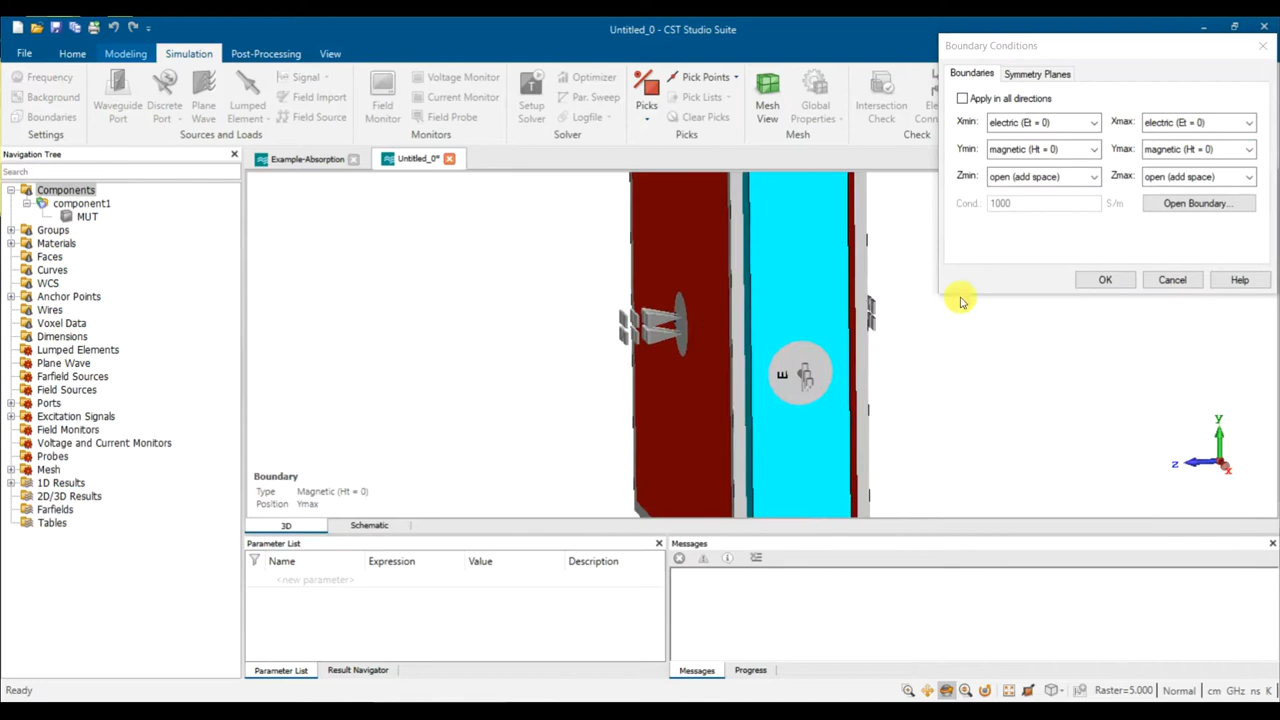 Untitled_0 - CST Studio Suite
File Home Modeling Simulation Post-Processing View
Frequency
Background
Boundaries
Settings
Waveguide Port
Discrete Port
Plane Wave
Lumped Element
Signal
Field Import
Field Source
Sources and Loads
Field Monitor
Voltage Monitor
Current Monitor
Field Probe
Monitors
Setup Solver
Optimizer
Par. Sweep
Logfile
Solver
Picks
Pick Points
Pick Lists
Clear Picks
Picks
Mesh View
Global Properties
Mesh
Intersection Check
Check
Boundary Conditions
Boundaries Symmetry Planes
Apply in all directions
Xmin: electric (Et = 0) Xmax: electric (Et = 0)
Ymin: magnetic (Ht = 0) Ymax: magnetic (Ht = 0)
Zmin: open (add space) Zmax: open (add space)
Cond.: 1000 S/m Open Boundary...
OK Cancel Help
Navigation Tree
Search
Components
component1
MUT
Groups
Materials
Faces
Curves
WCS
Anchor Points
Wires
Voxel Data
Dimensions
Lumped Elements
Plane Wave
Farfield Sources
Field Sources
Ports
Excitation Signals
Field Monitors
Voltage and Current Monitors
Probes
Mesh
1D Results
2D/3D Results
Farfields
Tables
Example-Absorption Untitled_0*
E
y
z
x
Boundary
Type Magnetic (Ht = 0)
Position Ymax
3D Schematic
Parameter List
Name Expression Value Description
<new parameter>
Parameter List Result Navigator
Messages
Messages Progress
Ready
Raster=5.000 Normal cm GHz ns K